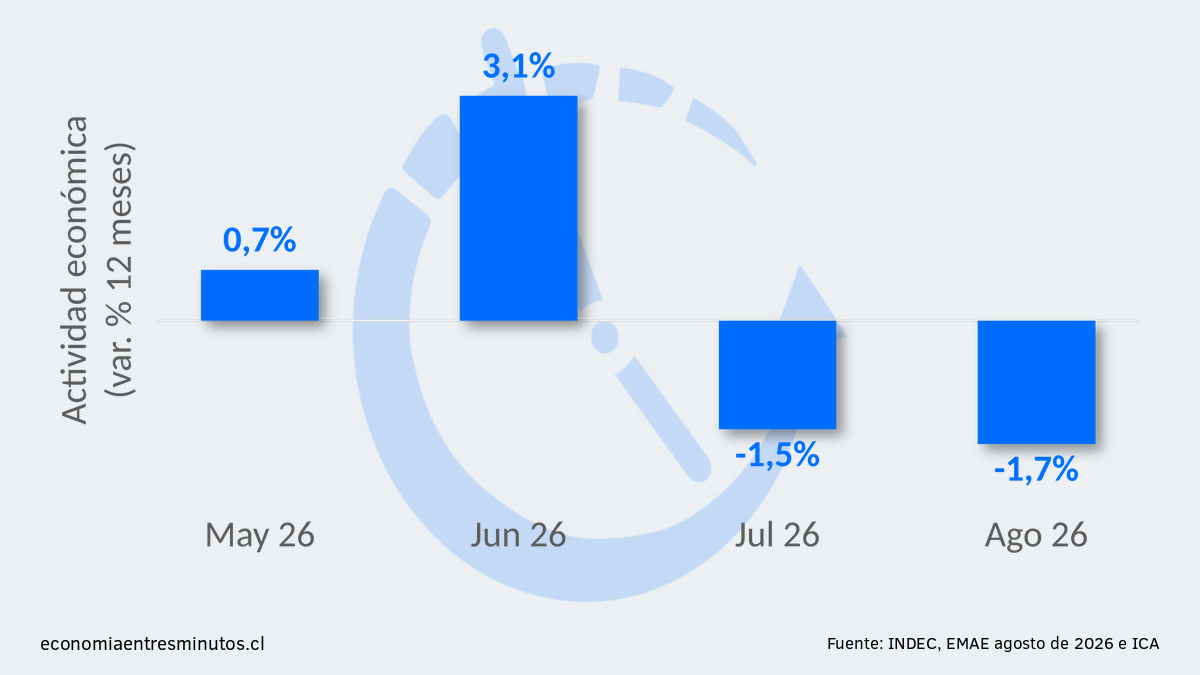 Actividad económica
(var. % 12 meses)
0,7%
3,1%
-1,5%
-1,7%
May 26
Jun 26
Jul 26
Ago 26
economiaentresminutos.cl
Fuente: INDEC, EMAE agosto de 2026 e ICA